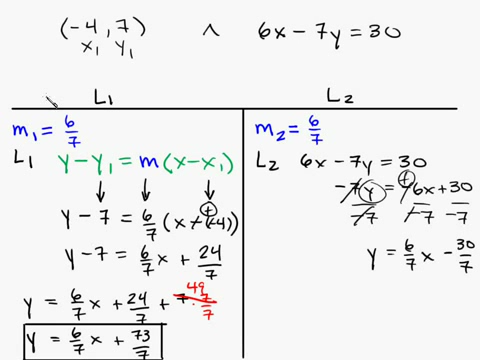 (-4, 7) ∧ 6x - 7y = 30
x₁ y₁
L₁ L₂
m₁ = 6/7
L₁ y - y₁ = m(x - x₁)
y - 7 = 6/7 (x + (-4))
y - 7 = 6/7 x + 24/7
y = 6/7 x + 24/7 + 7 · 7/7 49
y = 6/7 x + 73/7
m₂ = 6/7
L₂ 6x - 7y = 30
-7y/-7 = -6x/-7 + 30/-7 +
y = 6/7 x - 30/7